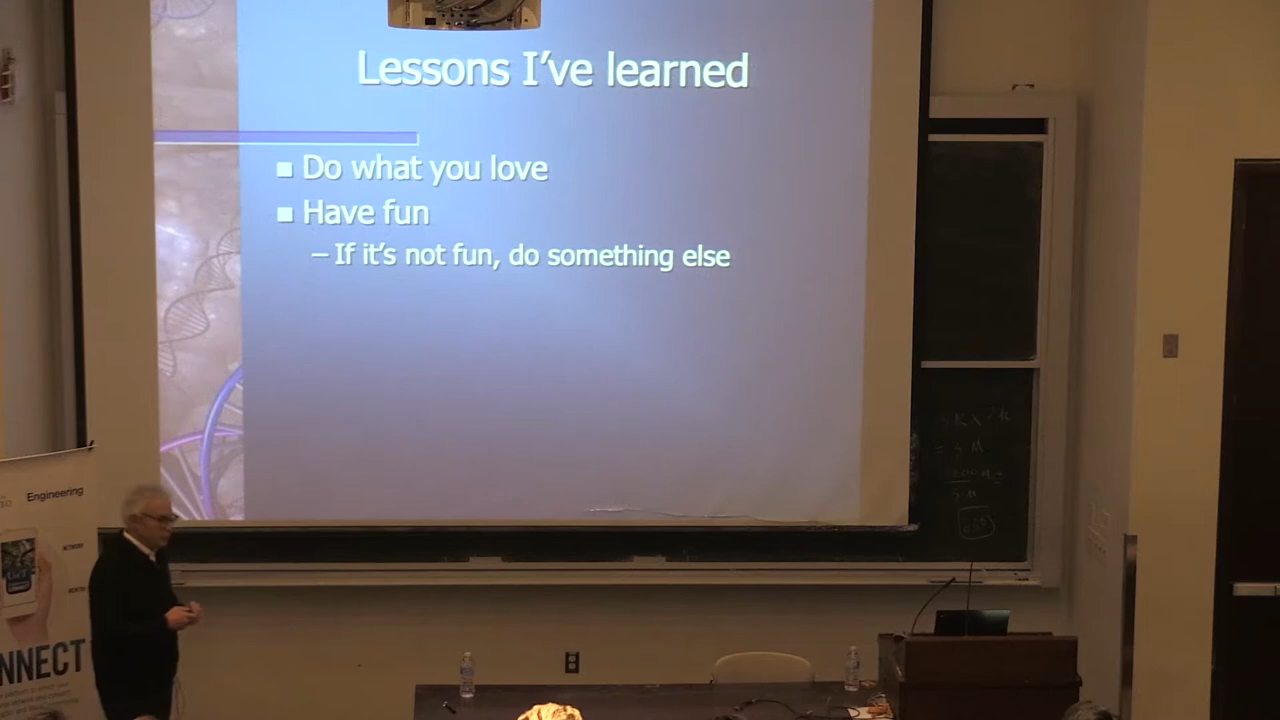 Lessons I've learned
■ Do what you love
■ Have fun
– If it's not fun, do something else
Engineering
NNECT